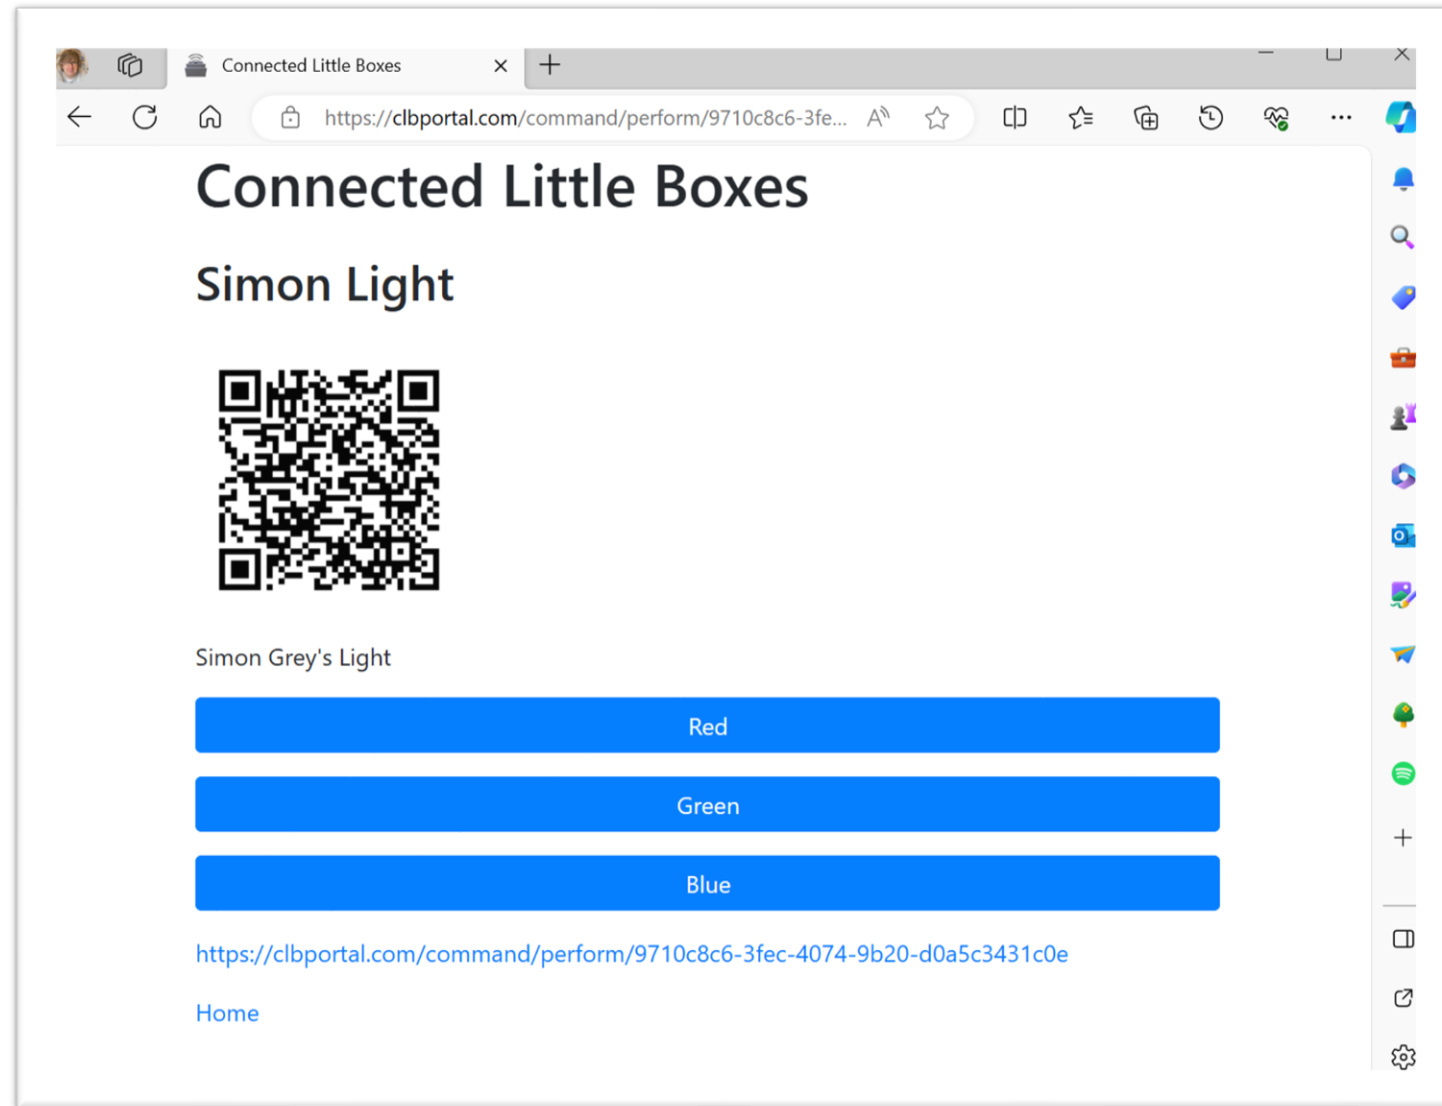 Connected Little Boxes
https://clbportal.com/command/perform/9710c8c6-3fe...
Connected Little Boxes
Simon Light
Simon Grey's Light
Red
Green
Blue
https://clbportal.com/command/perform/9710c8c6-3fec-4074-9b20-d0a5c3431c0e
Home